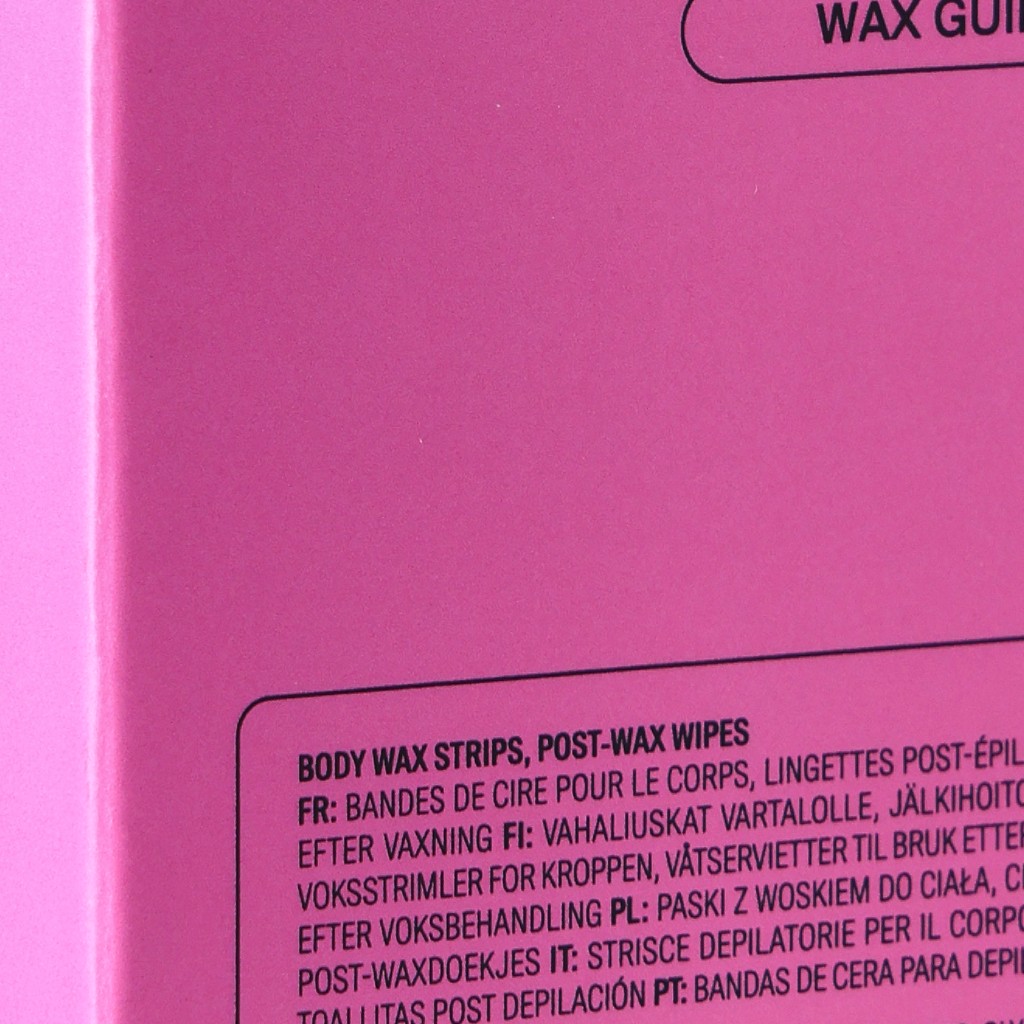 WAX
BODY WAX STRIPS, POST-WAX WIPES
FR: BANDES DE CIRE POUR LE CORPS, LINGETTES POST-ÉPIL
EFTER VAXNING FI: VAHALIUSKAT VARTALOLLE, JÄLKIHOITO
VOKSSTRIMLER FOR KROPPEN, VÅTSERVIETTER TIL BRUK ETTER
EFTER VOKSBEHANDLING PL: PASKI Z WOSKIEM DO CIAŁA,
POST-WAXDOEKJES IT: STRISCE DEPILATORIE PER IL CORPO
TOALLITAS POST DEPILACIÓN PT: BANDAS DE CERA PARA DEPI